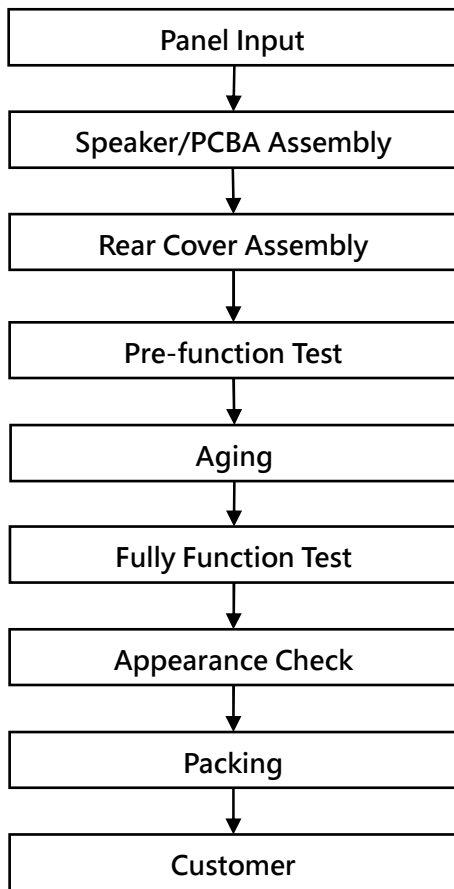 Panel Input
Speaker/PCBA Assembly
Rear Cover Assembly
Pre-function Test
Aging
Fully Function Test
Appearance Check
Packing
Customer